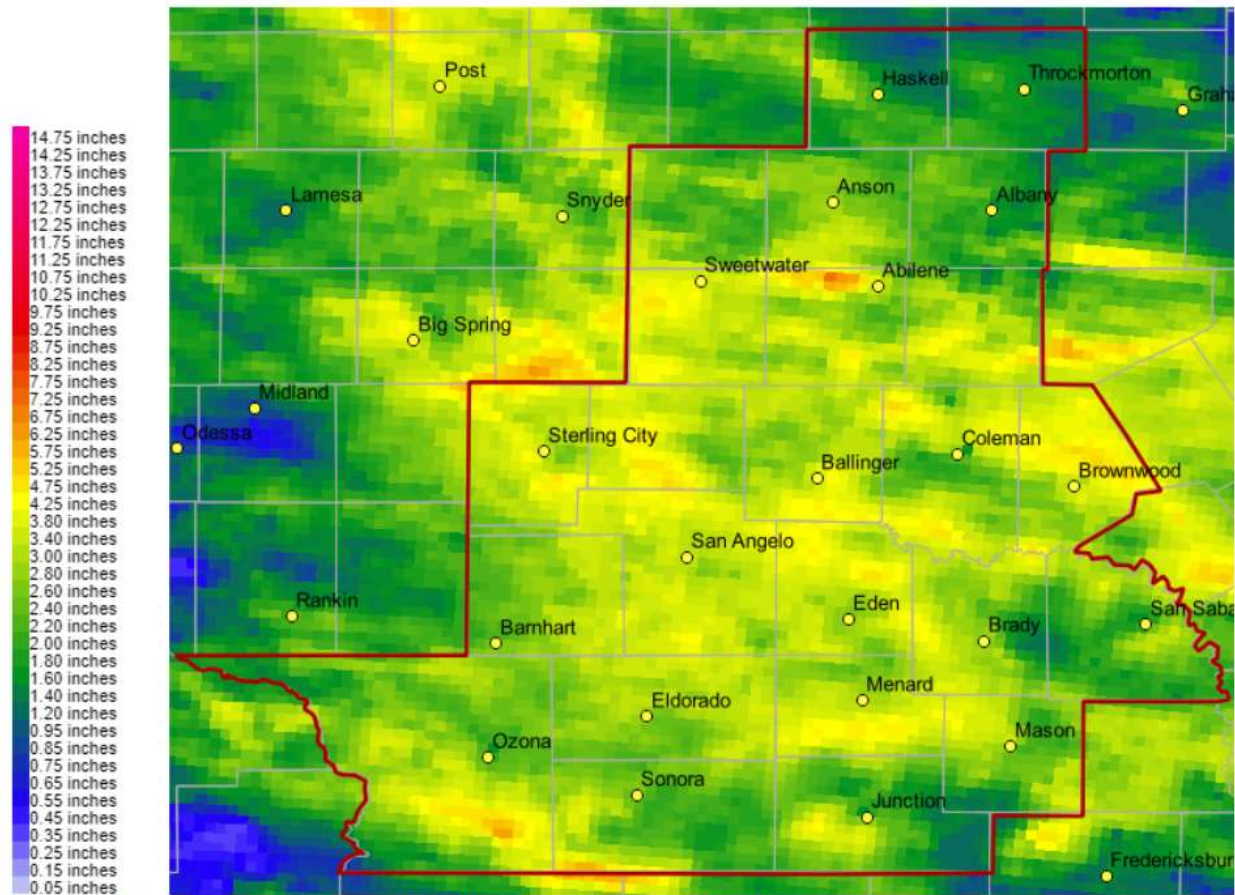 14.75 inches
14.25 inches
13.75 inches
13.25 inches
12.75 inches
12.25 inches
11.75 inches
11.25 inches
10.75 inches
10.25 inches
9.75 inches
9.25 inches
8.75 inches
8.25 inches
7.75 inches
7.25 inches
6.75 inches
6.25 inches
5.75 inches
5.25 inches
4.75 inches
4.25 inches
3.80 inches
3.40 inches
3.00 inches
2.80 inches
2.60 inches
2.40 inches
2.20 inches
2.00 inches
1.80 inches
1.60 inches
1.40 inches
1.20 inches
0.95 inches
0.85 inches
0.75 inches
0.65 inches
0.55 inches
0.45 inches
0.35 inches
0.25 inches
0.15 inches
0.05 inches
Post
Haskell
Throckmorton
Grah
Lamesa
Snyder
Anson
Albany
Sweetwater
Abilene
Big Spring
Midland
Odessa
Sterling City
Ballinger
Coleman
Brownwood
San Angelo
Rankin
Barnhart
Eden
Brady
San Saba
Eldorado
Menard
Ozona
Mason
Sonora
Junction
Fredericksbur